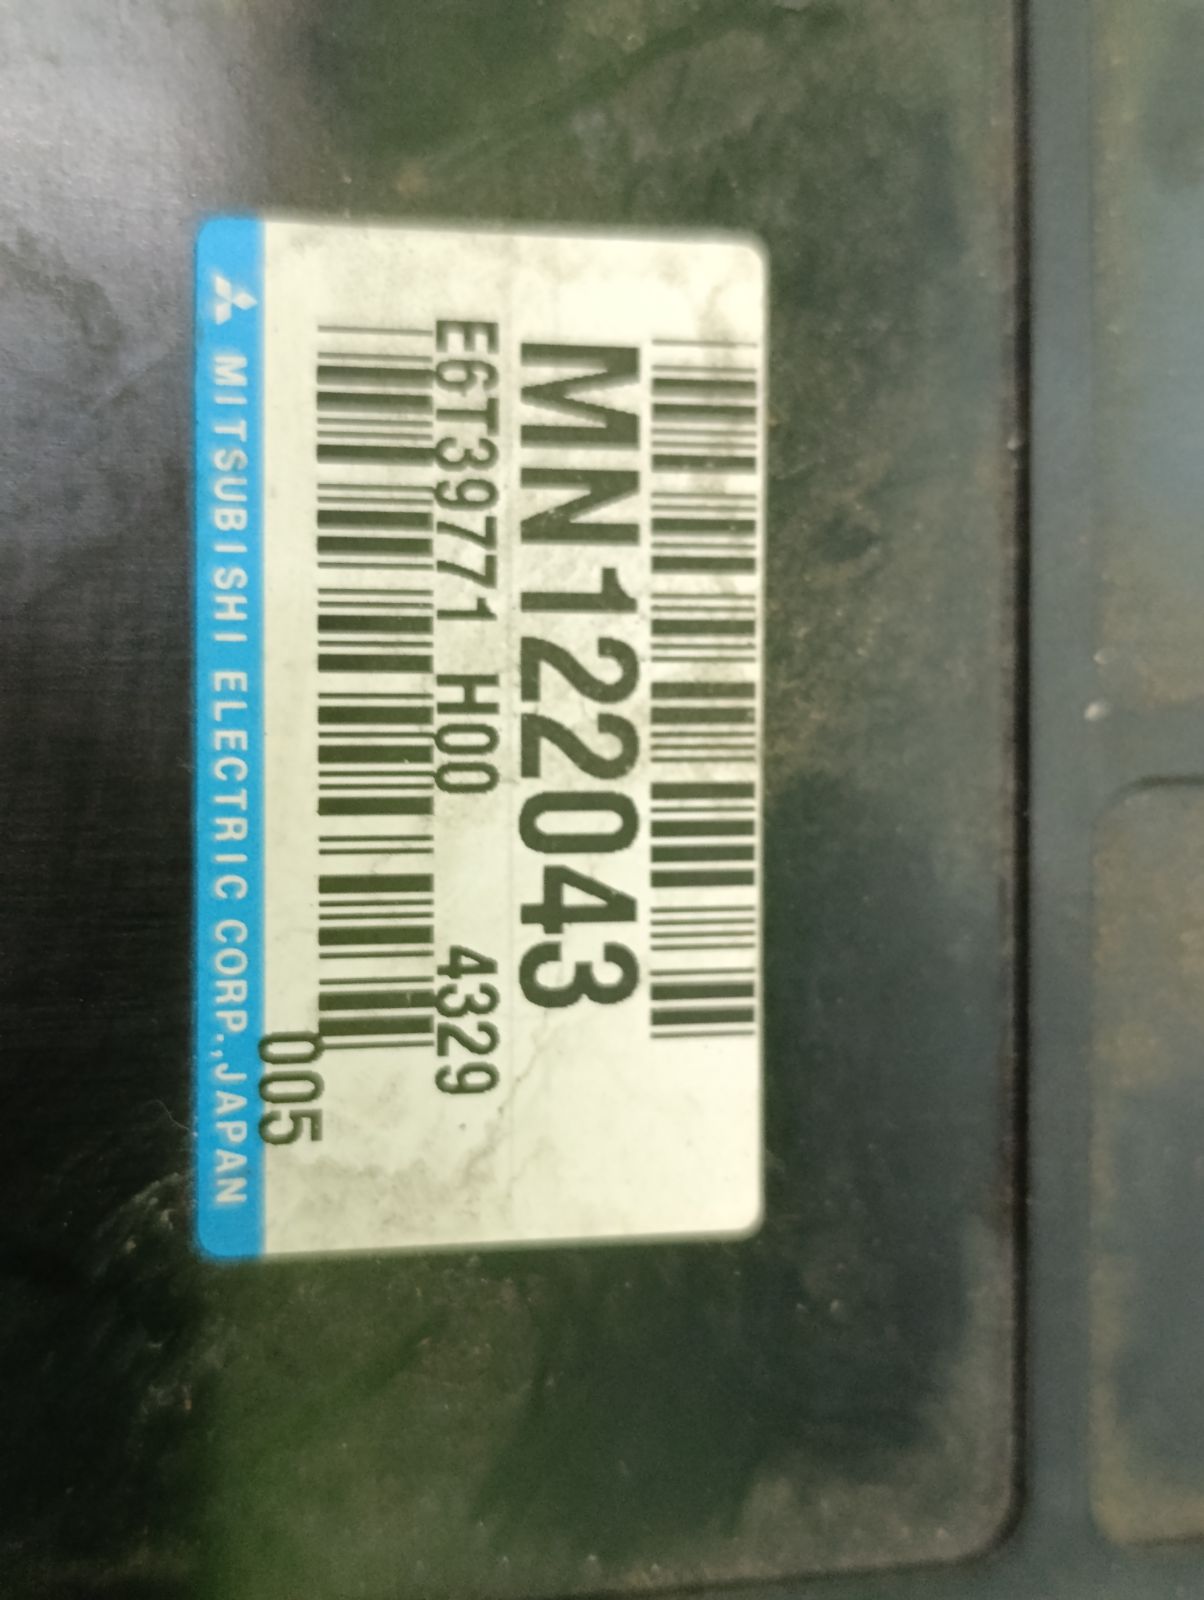 MN122043
E6T39771 H00 4329
005
MITSUBISHI ELECTRIC CORP.,JAPAN